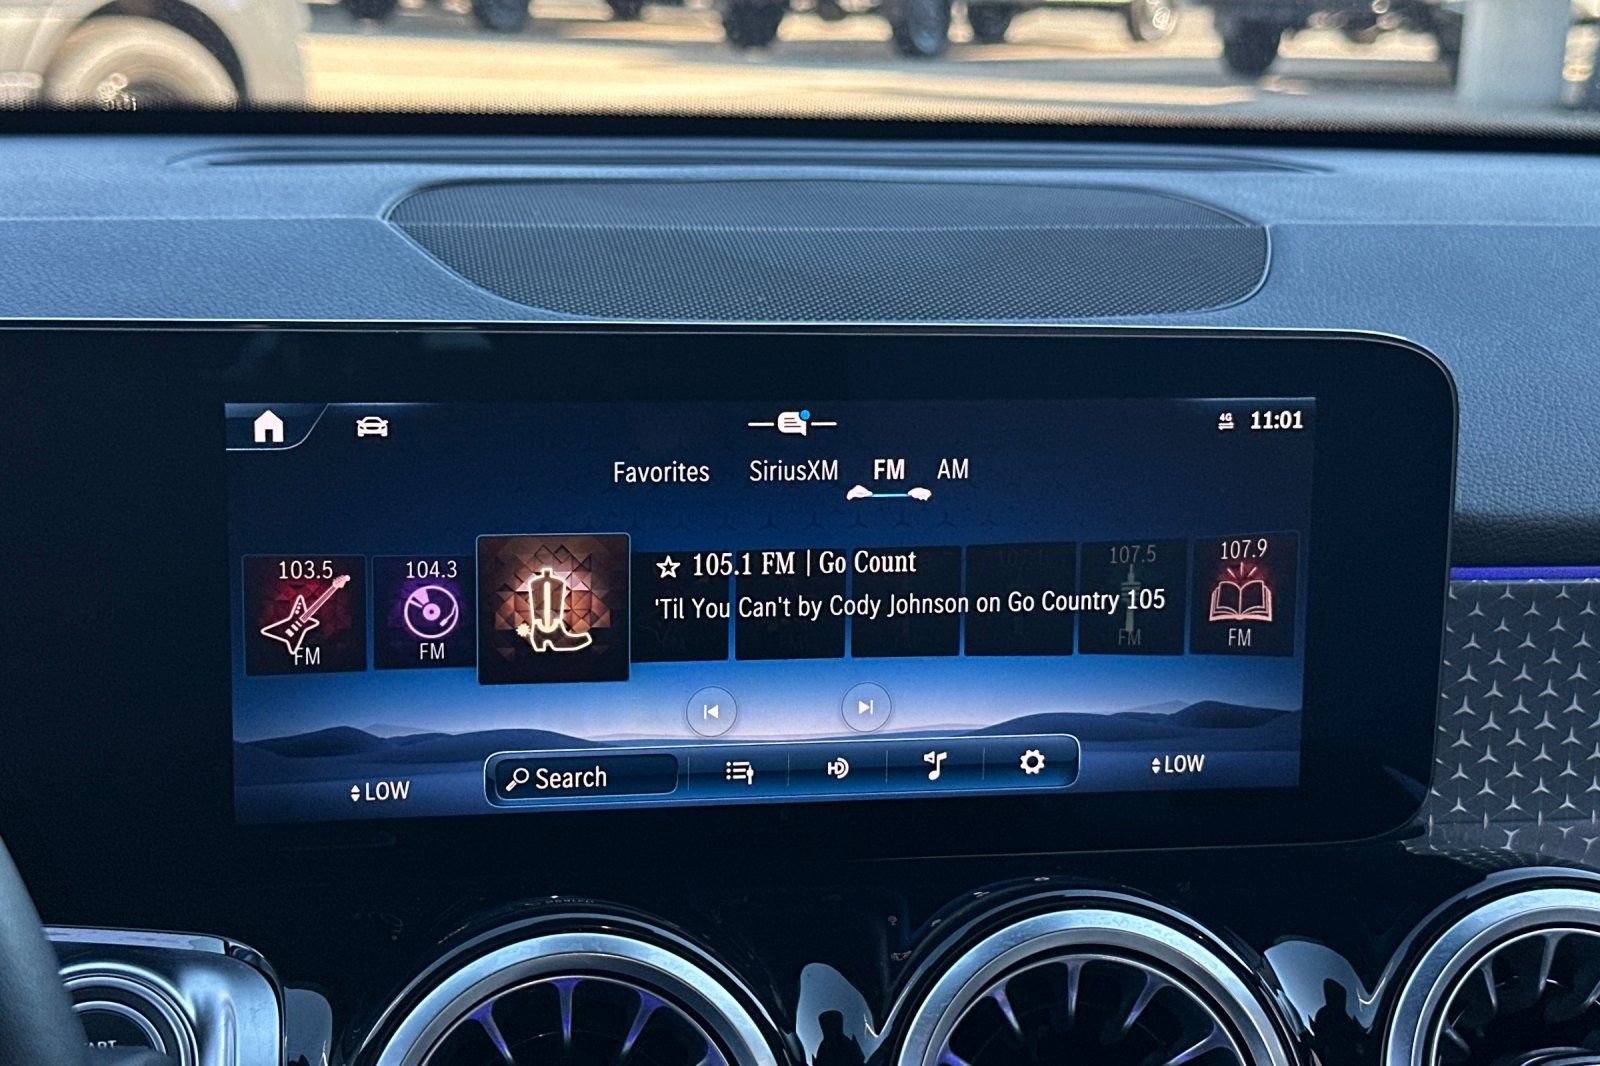 4G 11:01
Favorites SiriusXM FM AM
103.5
FM
104.3
FM
105.1 FM | Go Count
'Til You Can't by Cody Johnson on Go Country 105
107.5
FM
107.9
FM
LOW
Search
LOW